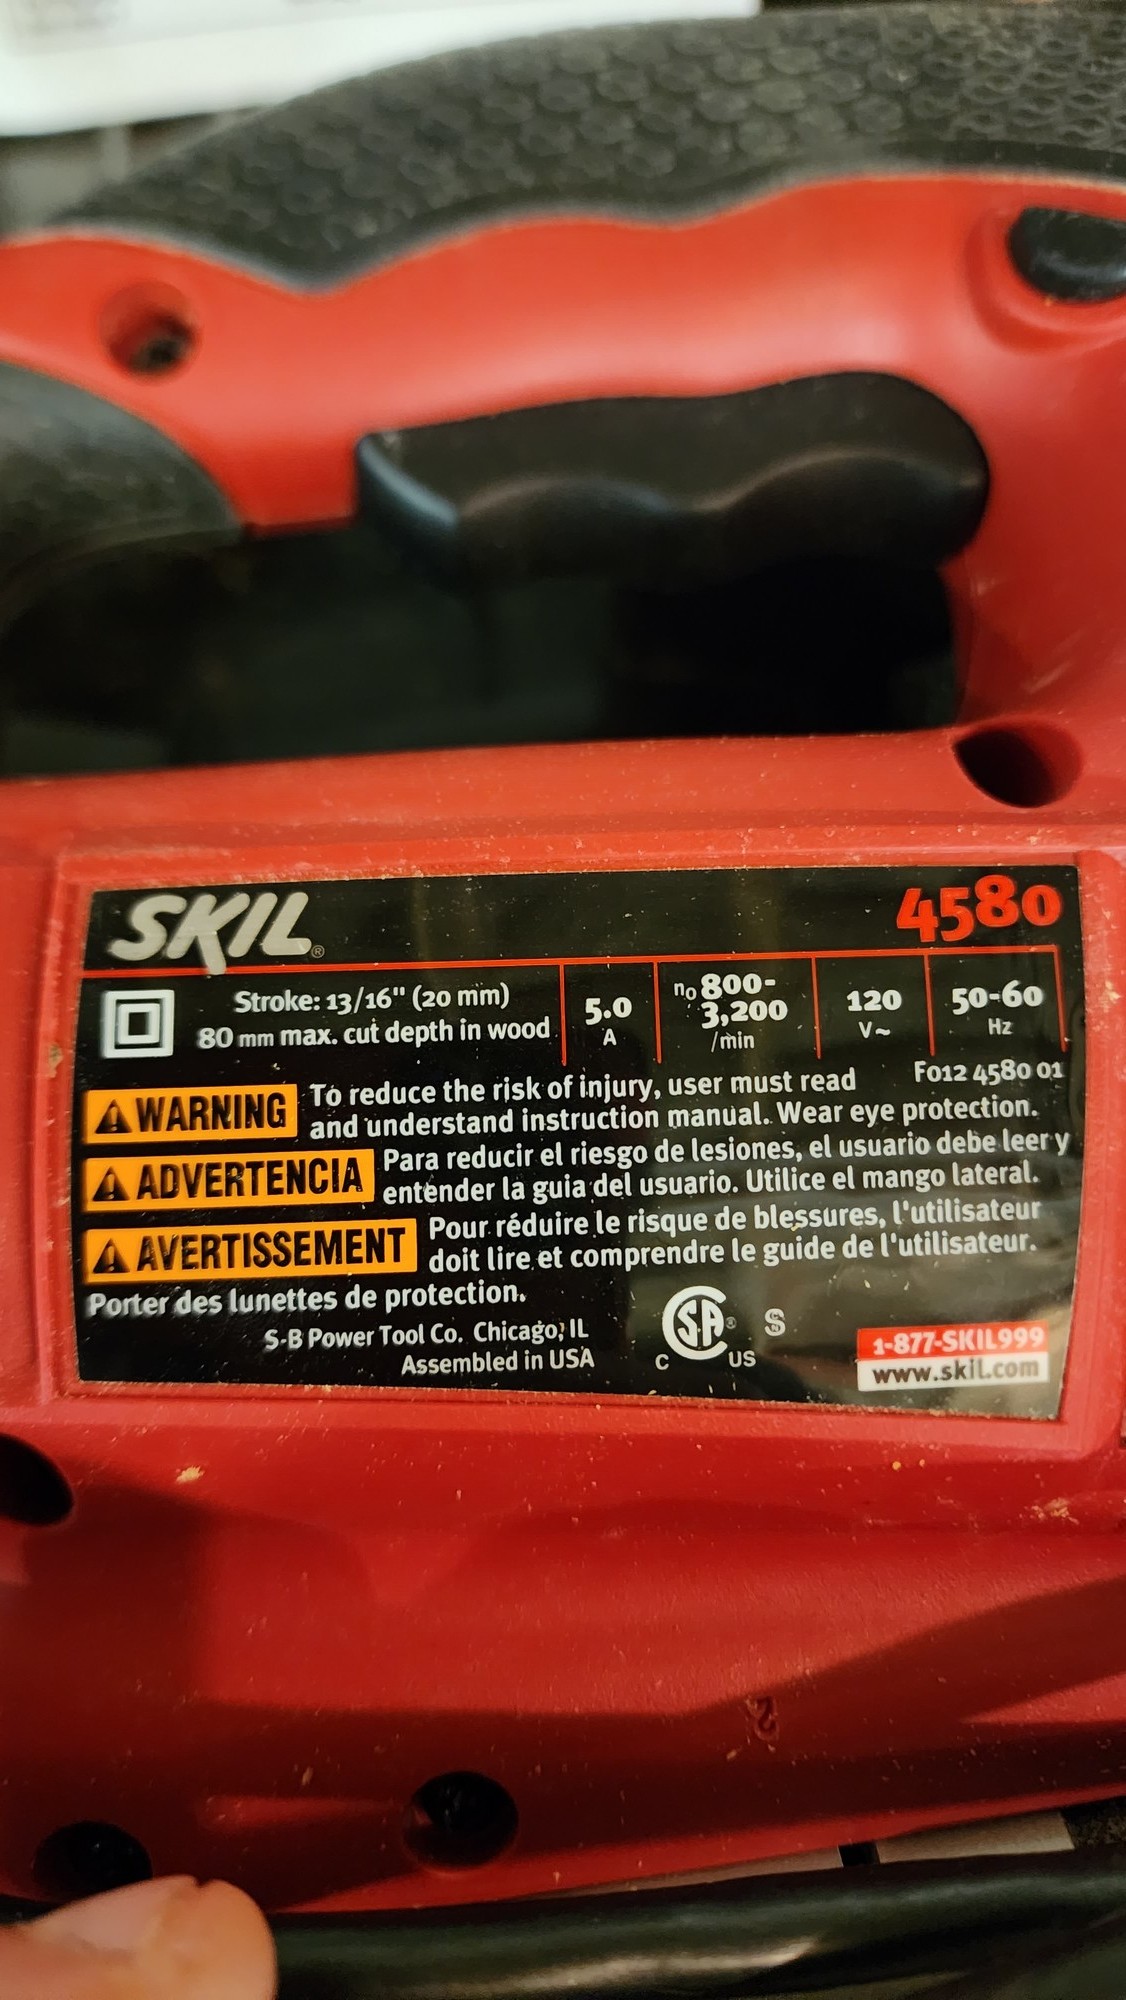 SKIL®
4580
Stroke: 13/16" (20 mm)
80 mm max. cut depth in wood
5.0
A
no 800-
3,200
/min
120
V~
50-60
Hz
F012 4580 01
WARNING To reduce the risk of injury, user must read
and understand instruction manual. Wear eye protection.
ADVERTENCIA Para reducir el riesgo de lesiones, el usuario debe leer y
entender la guia del usuario. Utilice el mango lateral.
AVERTISSEMENT Pour réduire le risque de blessures, l'utilisateur
doit lire et comprendre le guide de l'utilisateur.
Porter des lunettes de protection.
S-B Power Tool Co. Chicago, IL
Assembled in USA
CSA®
C US
S
1-877-SKIL999
www.skil.com
2